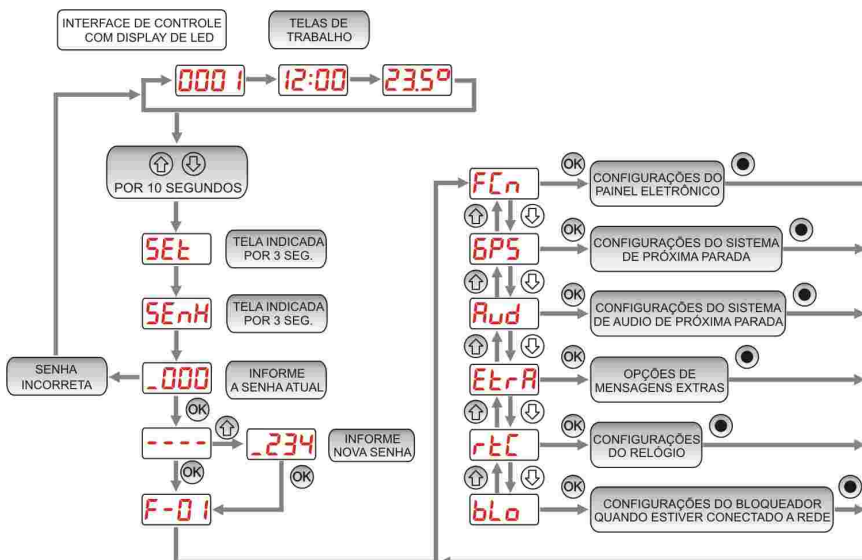 INTERFACE DE CONTROLE
COM DISPLAY DE LED
TELAS DE
TRABALHO
0001
12:00
23.5º
POR 10 SEGUNDOS
SEt
TELA INDICADA
POR 3 SEG.
SEnH
TELA INDICADA
POR 3 SEG.
SENHA
INCORRETA
_000
INFORME
A SENHA ATUAL
OK
----
_234
INFORME
NOVA SENHA
OK
OK
F-01
FCn
OK
CONFIGURAÇÕES DO
PAINEL ELETRÔNICO
GPS
OK
CONFIGURAÇÕES DO SISTEMA
DE PRÓXIMA PARADA
Aud
OK
CONFIGURAÇÕES DO SISTEMA
DE AUDIO DE PRÓXIMA PARADA
EtrA
OK
OPÇÕES DE
MENSAGENS EXTRAS
rtC
OK
CONFIGURAÇÕES
DO RELÓGIO
bLo
OK
CONFIGURAÇÕES DO BLOQUEADOR
QUANDO ESTIVER CONECTADO A REDE